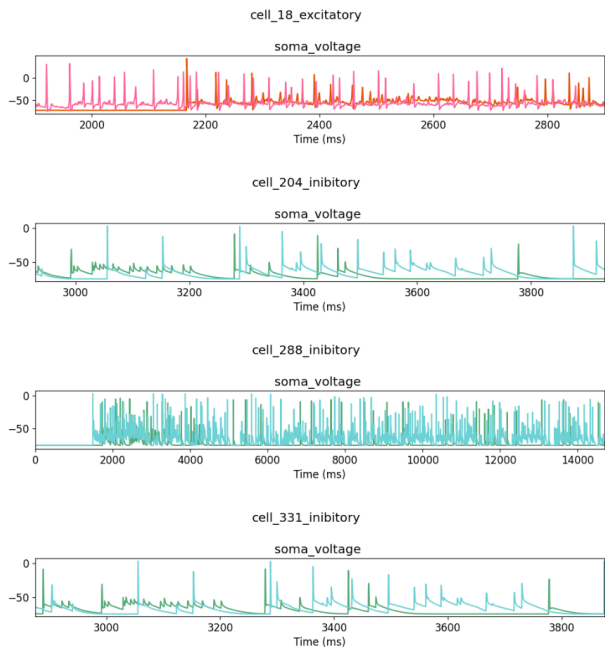 cell_18_excitatory
soma_voltage
0
−50
2000
2200
2400
2600
2800
Time (ms)
cell_204_inibitory
soma_voltage
0
−50
3000
3200
3400
3600
3800
Time (ms)
cell_288_inibitory
soma_voltage
0
−50
0
2000
4000
6000
8000
10000
12000
14000
Time (ms)
cell_331_inibitory
soma_voltage
0
−50
3000
3200
3400
3600
3800
Time (ms)